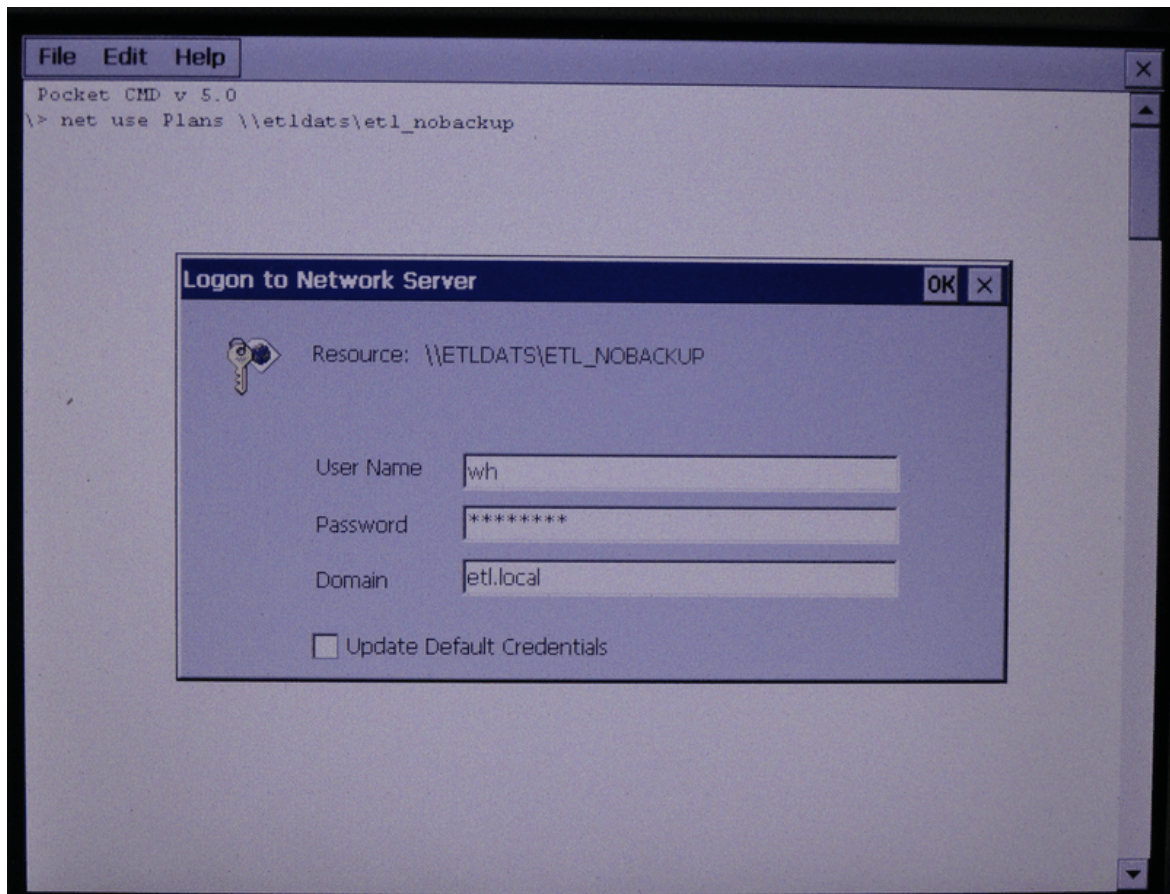 File Edit Help
Pocket CMD v 5.0
\> net use Plans \\etldats\etl_nobackup
Logon to Network Server OK
Resource: \\ETLDATS\ETL_NOBACKUP
User Name wh
Password ********
Domain etl.local
Update Default Credentials